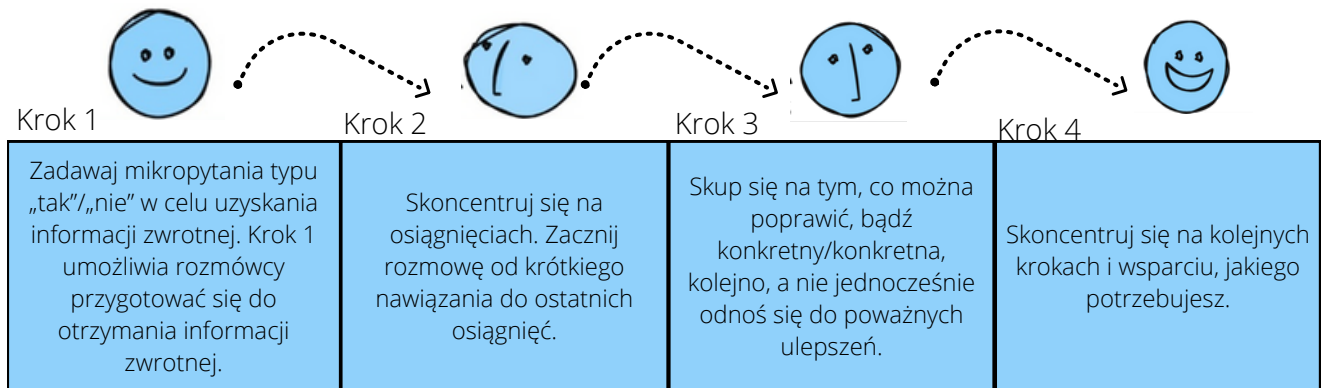 Krok 1
Zadawaj mikropytania typu
„tak”/„nie” w celu uzyskania
informacji zwrotnej. Krok 1
umożliwia rozmówcy
przygotować się do
otrzymania informacji
zwrotnej.
Krok 2
Skoncentruj się na
osiągnięciach. Zacznij
rozmowę od krótkiego
nawiązania do ostatnich
osiągnięć.
Krok 3
Skup się na tym, co można
poprawić, bądź
konkretny/konkretna,
kolejno, a nie jednocześnie
odnoś się do poważnych
ulepszeń.
Krok 4
Skoncentruj się na kolejnych
krokach i wsparciu, jakiego
potrzebujesz.